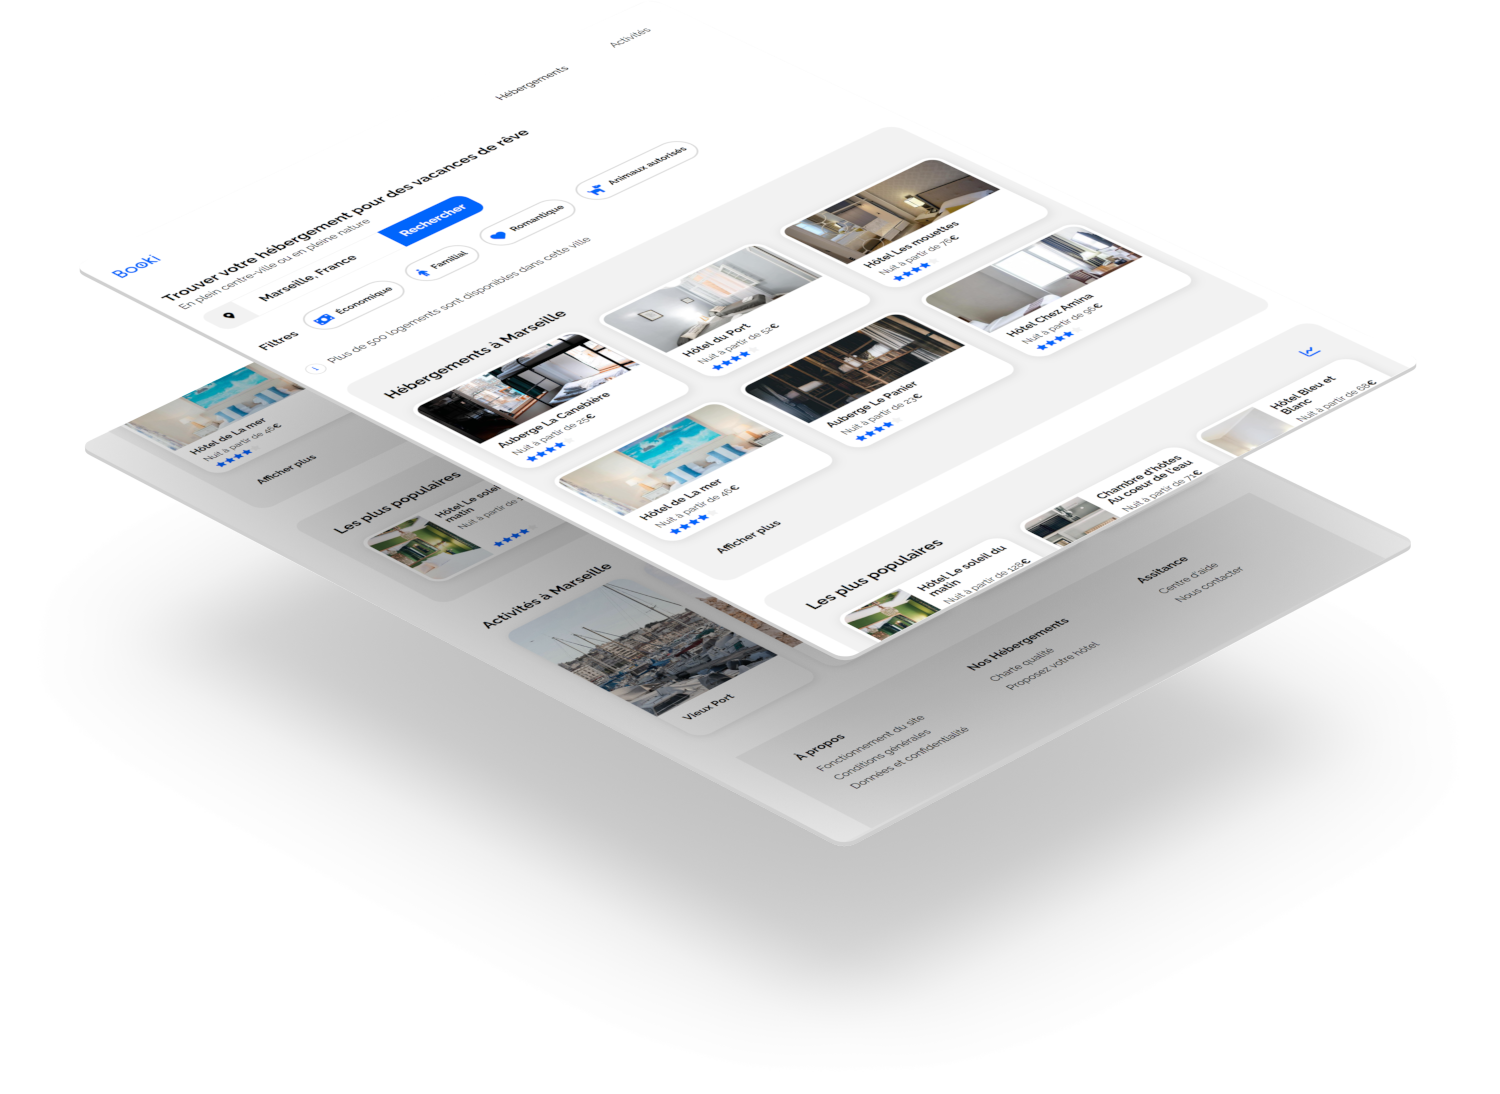 Booki
Hébergements
Activités
Trouver votre hébergement pour des vacances de rêve
En plein centre-ville ou en pleine nature
Marseille, France
Rechercher
Filtres
Économique
Familial
Romantique
Animaux autorisés
Plus de 500 logements sont disponibles dans cette ville
Hébergements à Marseille
Auberge La Canebière
Nuit à partir de 25€
Hôtel du Port
Nuit à partir de 52€
Hôtel Les mouettes
Nuit à partir de 76€
Hôtel de La mer
Nuit à partir de 46€
Auberge Le Panier
Nuit à partir de 23€
Hôtel Chez Amina
Nuit à partir de 96€
Afficher plus
Les plus populaires
Hôtel Le soleil du
matin
Nuit à partir de 128€
Chambre d'hôtes
Au coeur de l'eau
Nuit à partir de 71€
Hôtel Bleu et
Blanc
Nuit à partir de 68€
Hôtel de La mer
Nuit à partir de 46€
Afficher plus
Les plus populaires
Hôtel Le soleil
matin
Nuit à partir de 1
Activités à Marseille
Vieux Port
À propos
Fonctionnement du site
Conditions générales
Données et confidentialité
Nos Hébergements
Charte qualité
Proposez votre hôtel
Assitance
Centre d'aide
Nous contacter